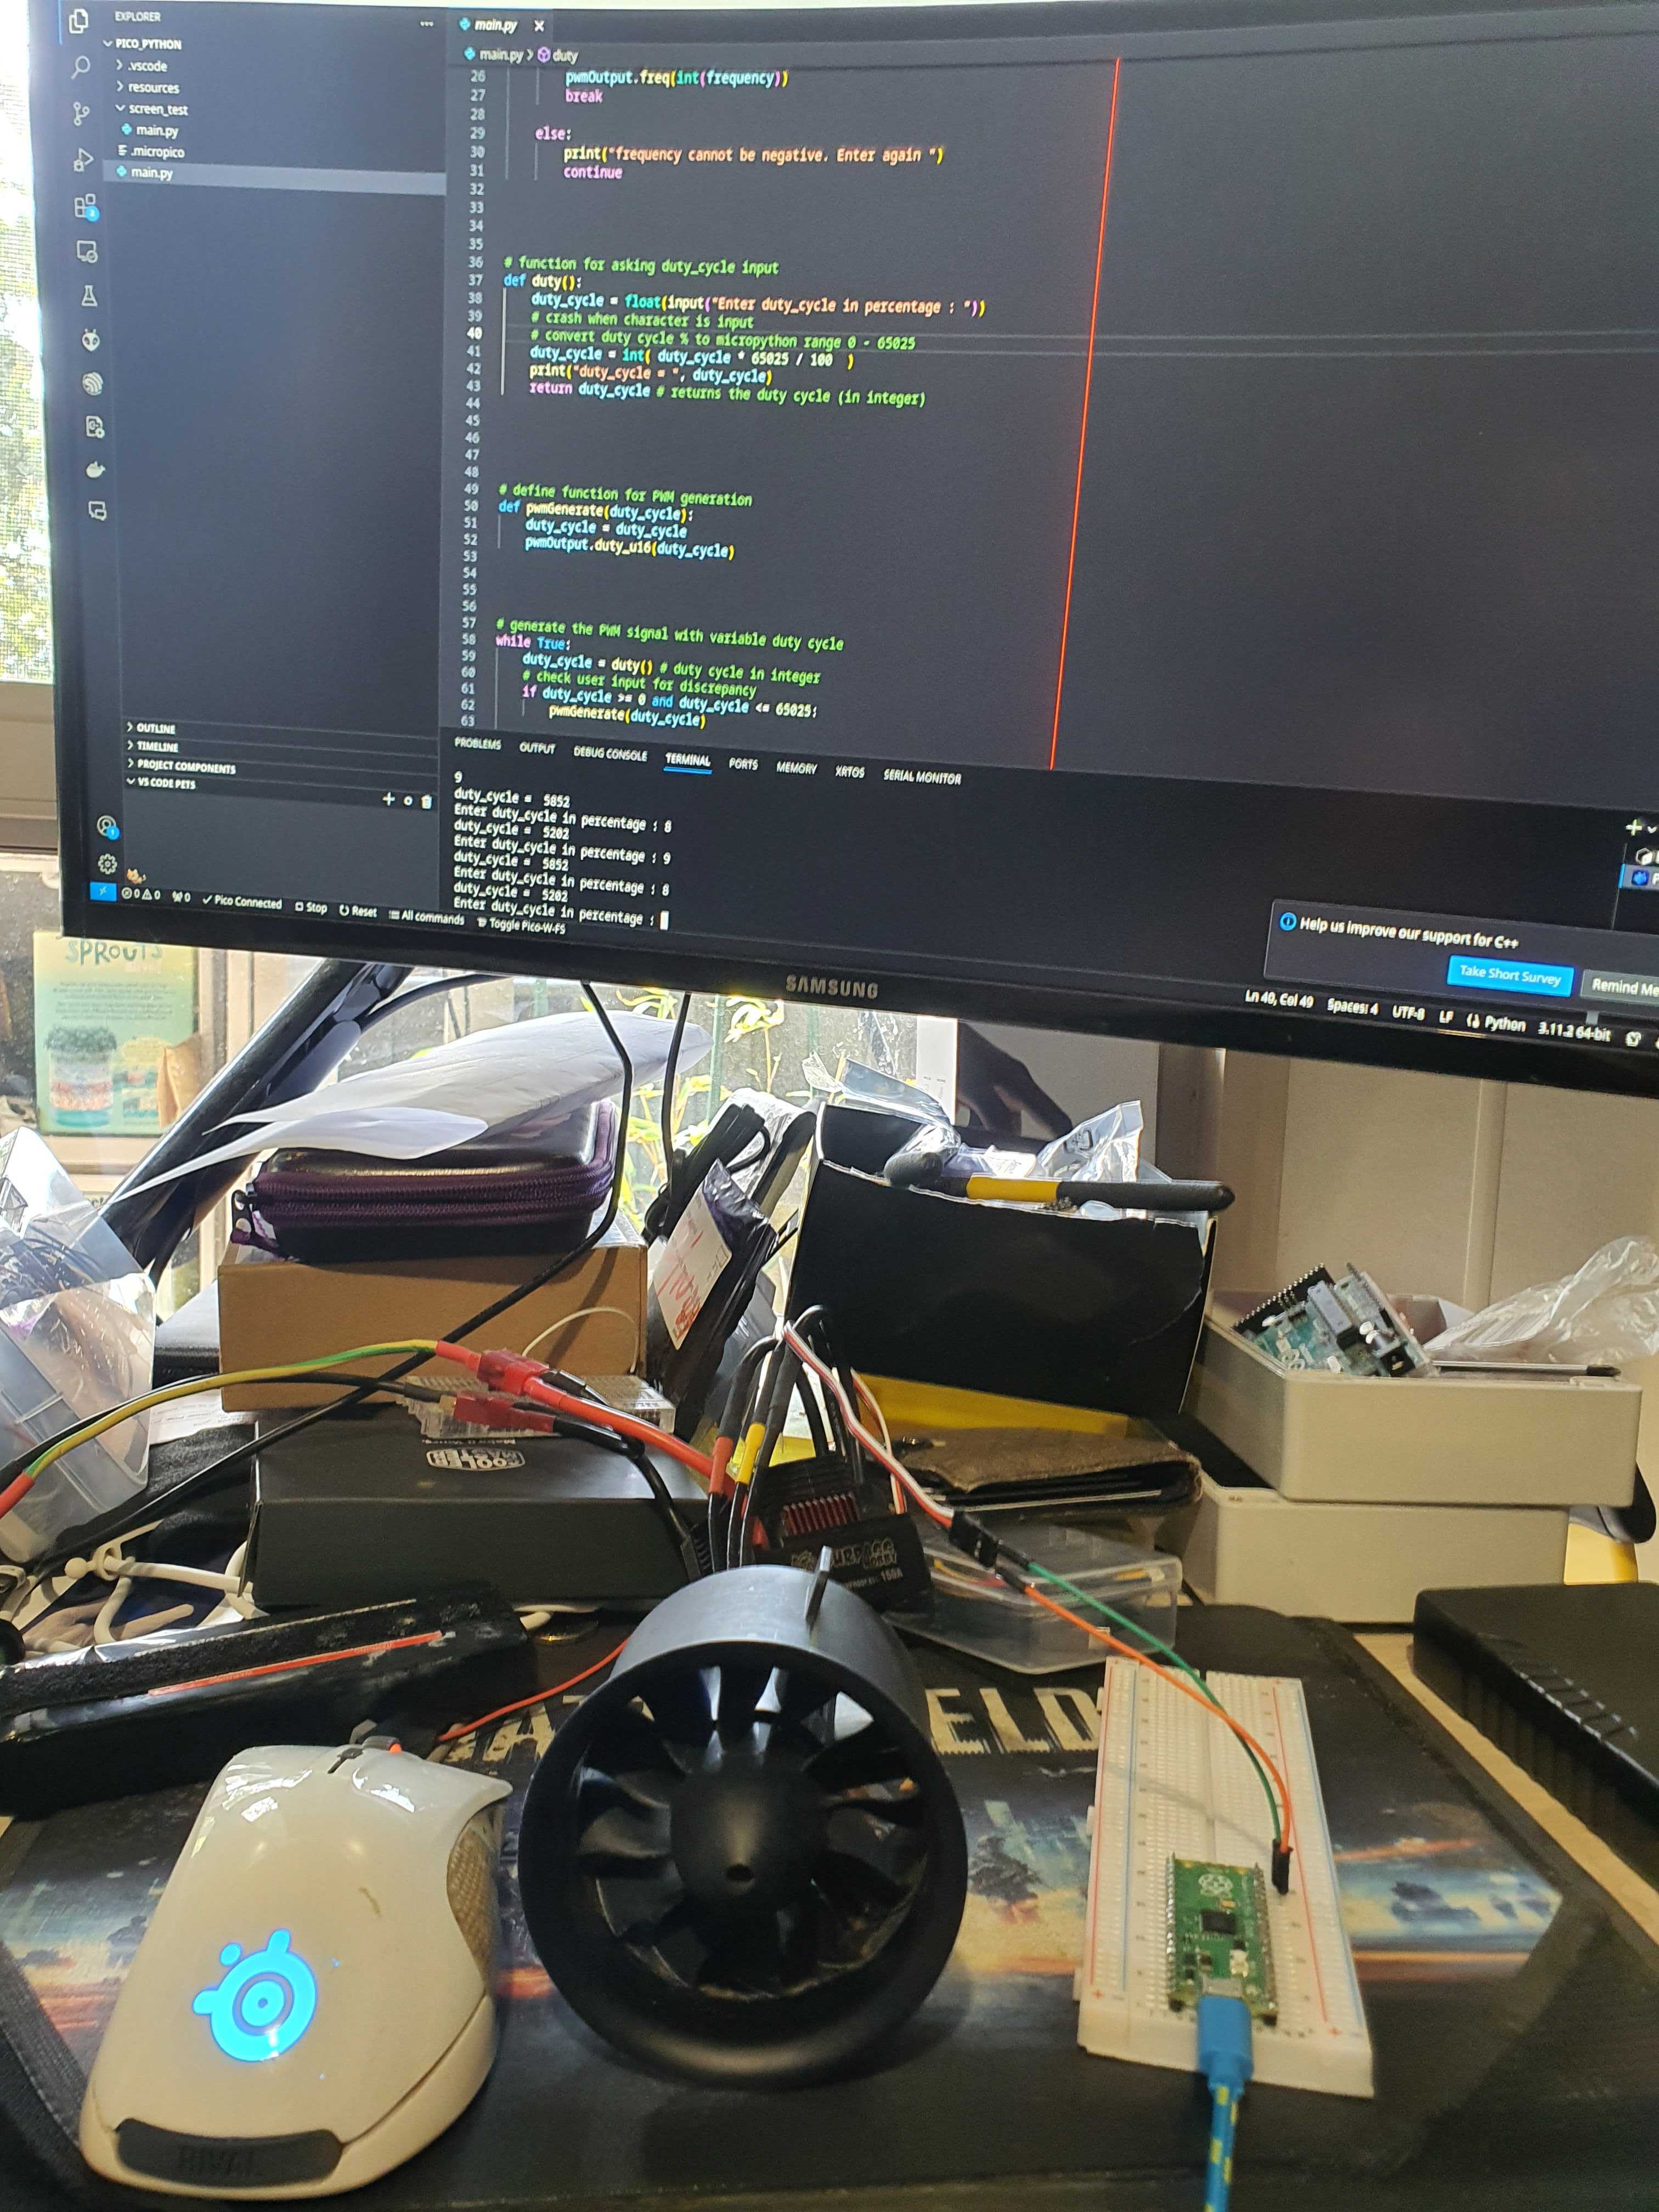 EXPLORER
PICO_PYTHON
.vscode
resources
screen_test
main.py
.micropico
main.py
OUTLINE
TIMELINE
PROJECT COMPONENTS
VS CODE PETS
main.py
main.py > duty
26 pwmOutput.freq(int(frequency))
27 break
28
29 else:
30 print("frequency cannot be negative. Enter again ")
31 continue
32
33
34
35
36 # function for asking duty_cycle input
37 def duty():
38 duty_cycle = float(input("Enter duty_cycle in percentage : "))
39 # crash when character is input
40 # convert duty cycle % to micropython range 0 - 65025
41 duty_cycle = int( duty_cycle * 65025 / 100 )
42 print("duty_cycle = ", duty_cycle)
43 return duty_cycle # returns the duty cycle (in integer)
44
45
46
47
48
49 # define function for PWM generation
50 def pwmGenerate(duty_cycle):
51 duty_cycle = duty_cycle
52 pwmOutput.duty_u16(duty_cycle)
53
54
55
56
57 # generate the PWM signal with variable duty cycle
58 while True:
59 duty_cycle = duty() # duty cycle in integer
60 # check user input for discrepancy
61 if duty_cycle >= 0 and duty_cycle <= 65025:
62 pwmGenerate(duty_cycle)
63
PROBLEMS OUTPUT DEBUG CONSOLE TERMINAL PORTS MEMORY XRTOS SERIAL MONITOR
9
duty_cycle = 5852
Enter duty_cycle in percentage : 8
duty_cycle = 5202
Enter duty_cycle in percentage : 9
duty_cycle = 5852
Enter duty_cycle in percentage : 8
duty_cycle = 5202
Enter duty_cycle in percentage :
0 0 0 Pico Connected Stop Reset All commands Toggle Pico-W-FS
Help us improve our support for C++
Take Short Survey Remind Me
Ln 40, Col 49 Spaces: 4 UTF-8 LF Python 3.11.2 64-bit
SAMSUNG
SPROUTS
COOLER
MASTER
HOBBY
150A
ELD
RIVAL